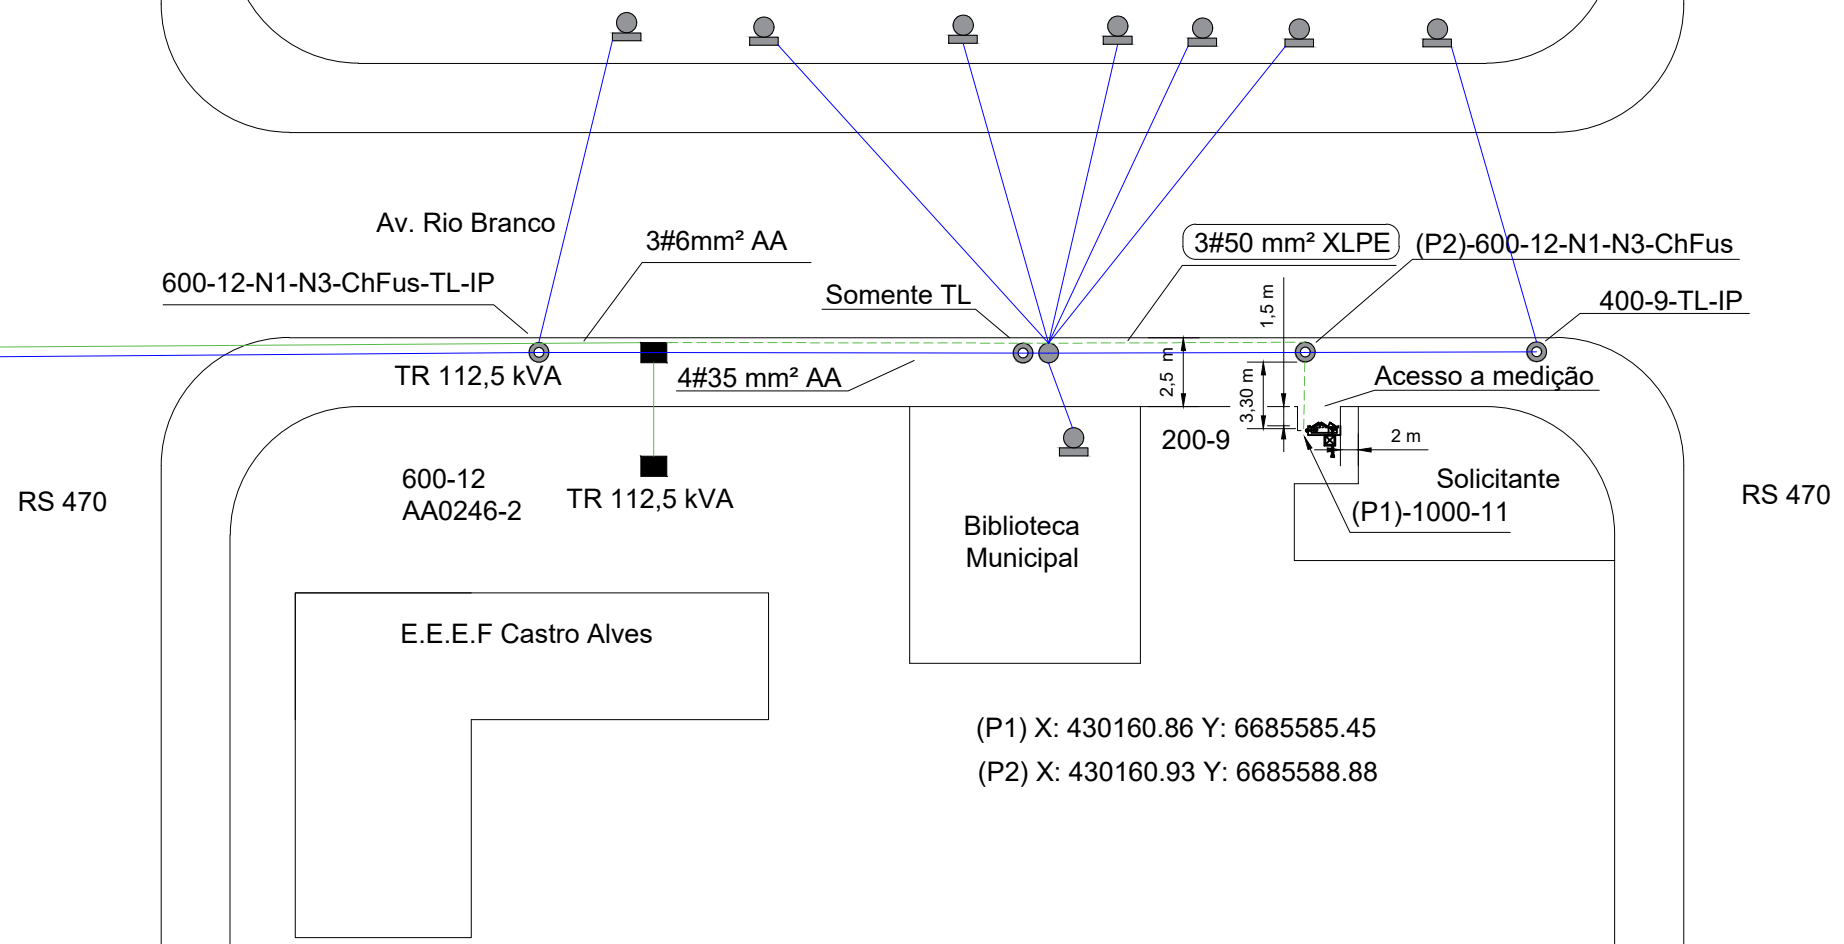 Av. Rio Branco
3#6mm² AA
3#50 mm² XLPE
(P2)-600-12-N1-N3-ChFus
600-12-N1-N3-ChFus-TL-IP
Somente TL
1,5 m
400-9-TL-IP
TR 112,5 kVA
4#35 mm² AA
2,5 m
3,30 m
Acesso a medição
200-9
2 m
600-12
AA0246-2
TR 112,5 kVA
Solicitante
(P1)-1000-11
RS 470
RS 470
Biblioteca
Municipal
E.E.E.F Castro Alves
(P1) X: 430160.86 Y: 6685585.45
(P2) X: 430160.93 Y: 6685588.88